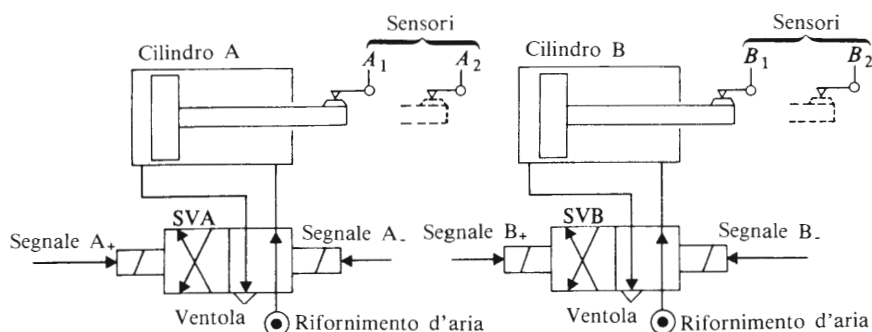 Sensori
Cilindro A
A1
A2
SVA
Segnale A+
Segnale A-
Ventola
Rifornimento d'aria
Sensori
Cilindro B
B1
B2
SVB
Segnale B+
Segnale B-
Ventola
Rifornimento d'aria